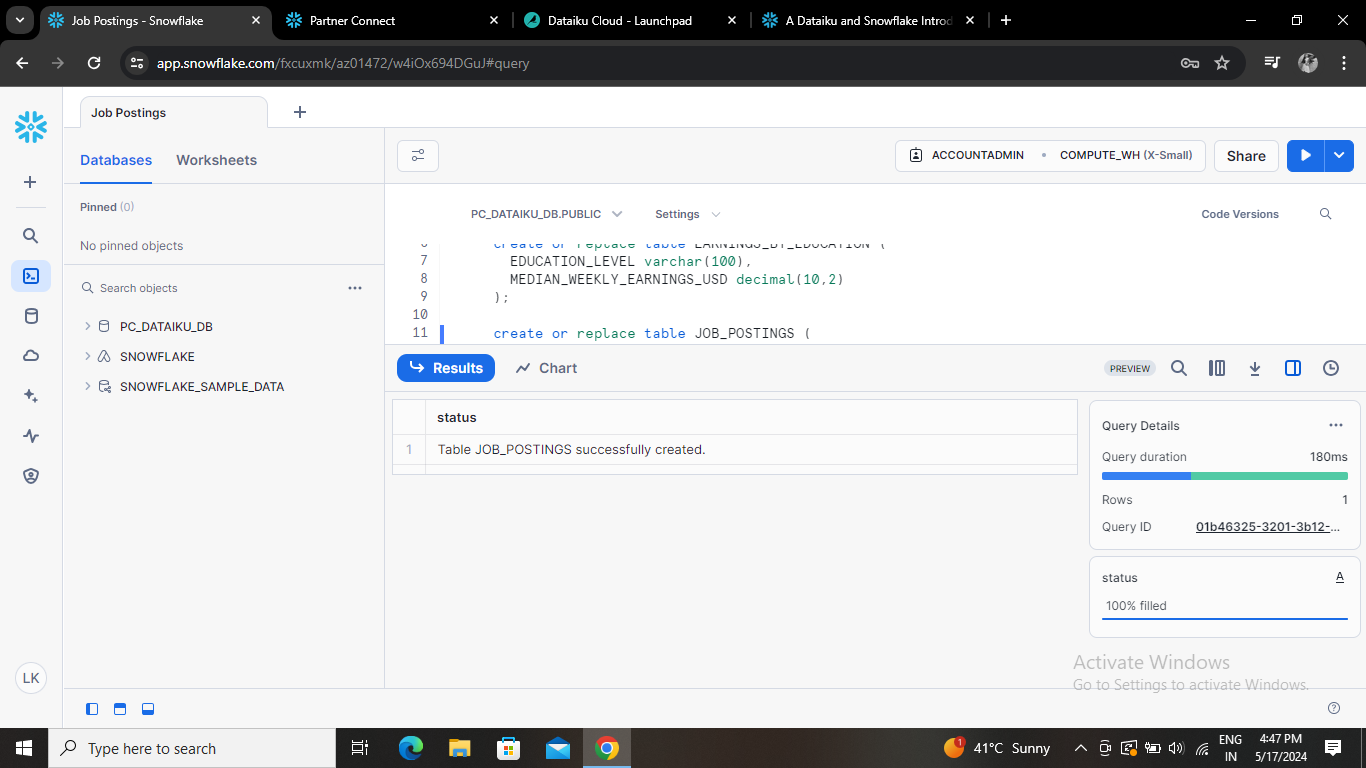 Job Postings - Snowflake
Partner Connect
Dataiku Cloud - Launchpad
A Dataiku and Snowflake Introd
app.snowflake.com/fxcuxmk/az01472/w4iOx694DGuJ#query
Job Postings
Databases Worksheets
ACCOUNTADMIN • COMPUTE_WH (X-Small)
Share
Pinned (0)
No pinned objects
Search objects
PC_DATAIKU_DB
SNOWFLAKE
SNOWFLAKE_SAMPLE_DATA
LK
PC_DATAIKU_DB.PUBLIC Settings Code Versions
6 create or replace table EARNINGS_BY_EDUCATION (
7 EDUCATION_LEVEL varchar(100),
8 MEDIAN_WEEKLY_EARNINGS_USD decimal(10,2)
9 );
10
11 create or replace table JOB_POSTINGS (
Results Chart PREVIEW
status
1 Table JOB_POSTINGS successfully created.
Query Details
Query duration 180ms
Rows 1
Query ID 01b46325-3201-3b12-...
status A
100% filled
Activate Windows
Go to Settings to activate Windows.
Type here to search
1
41°C Sunny
ENG
IN
4:47 PM
5/17/2024